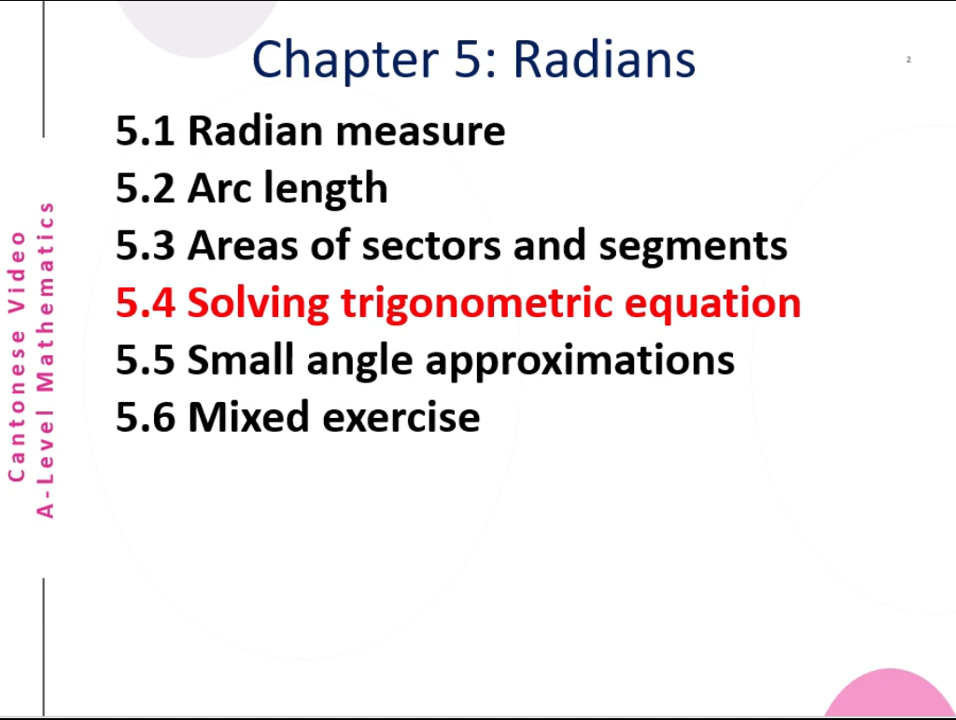 Chapter 5: Radians
2
5.1 Radian measure
5.2 Arc length
5.3 Areas of sectors and segments
5.4 Solving trigonometric equation
5.5 Small angle approximations
5.6 Mixed exercise
Cantonese Video
A-Level Mathematics